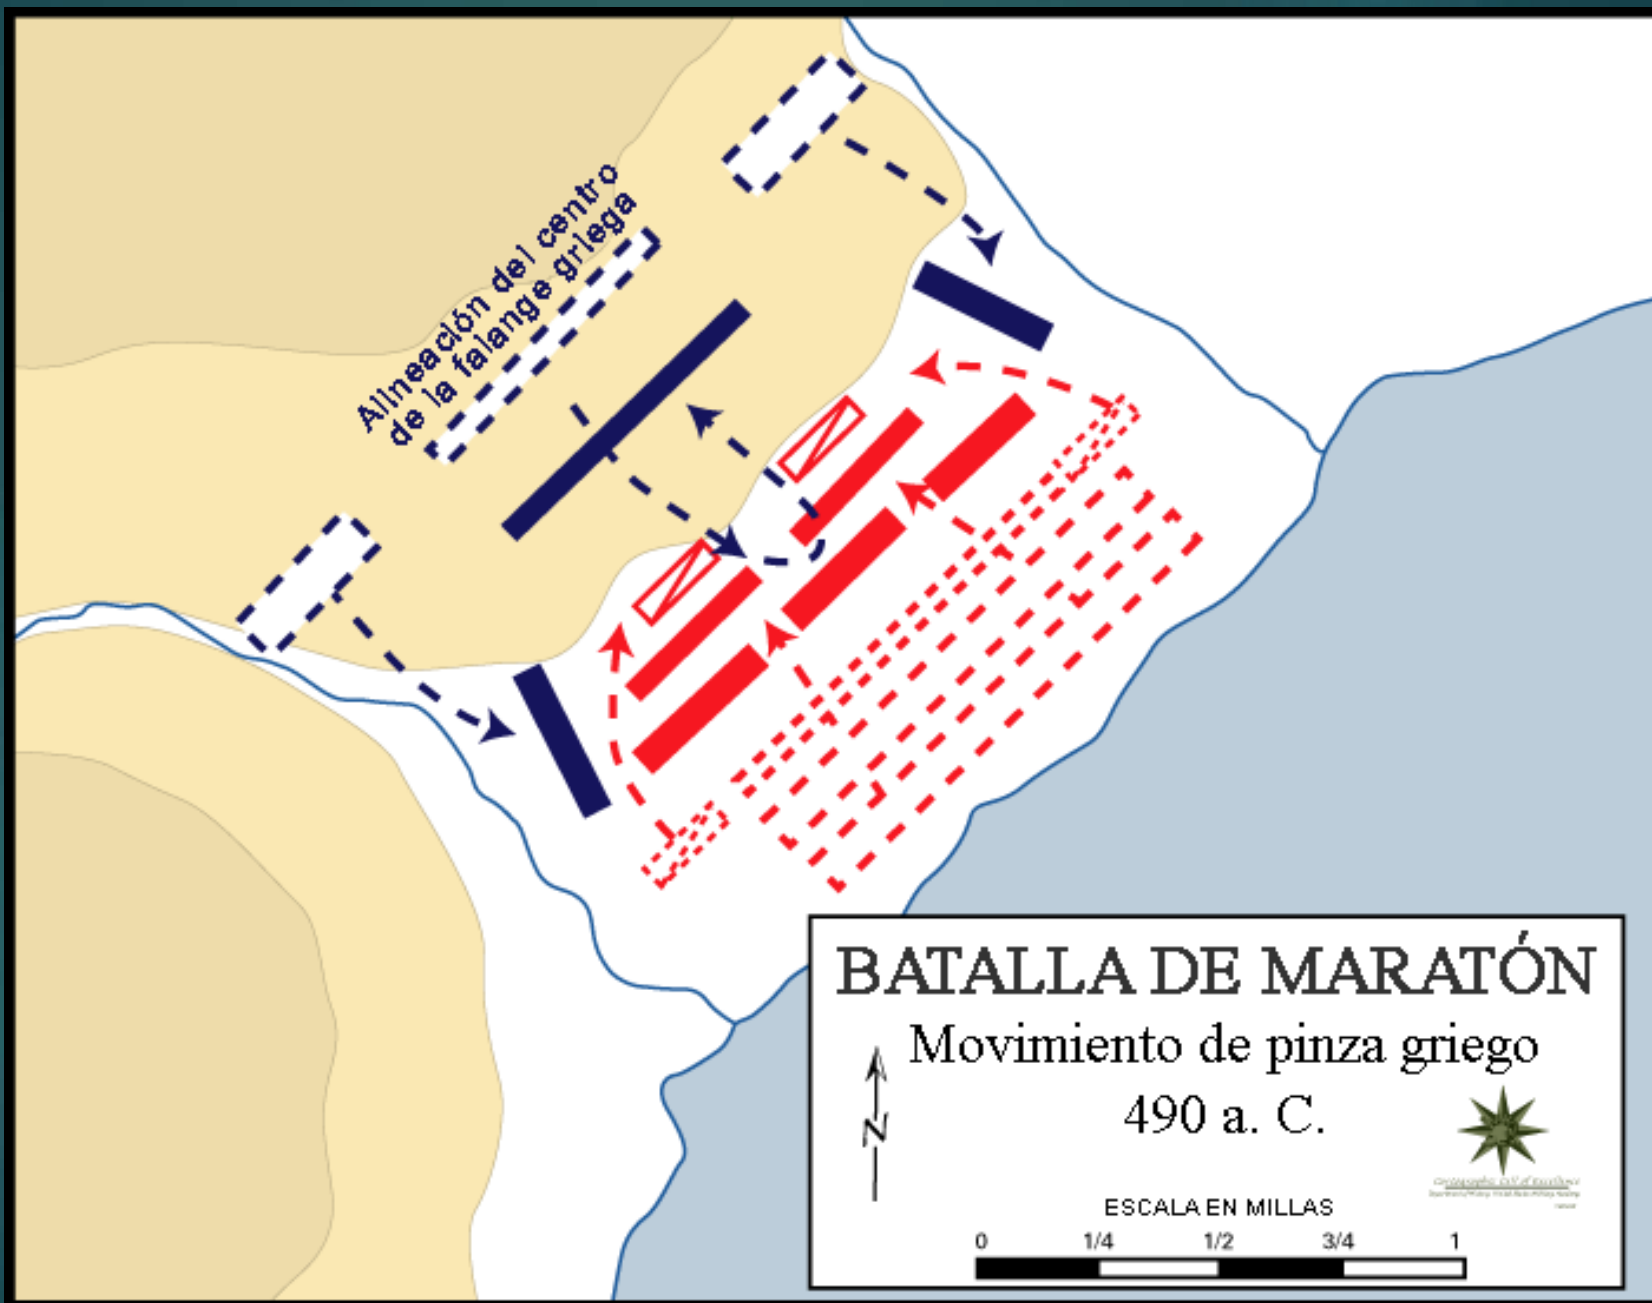 Alineación del centro
de la falange griega
BATALLA DE MARATÓN
Movimiento de pinza griego
490 a. C.
N
ESCALA EN MILLAS
0 1/4 1/2 3/4 1